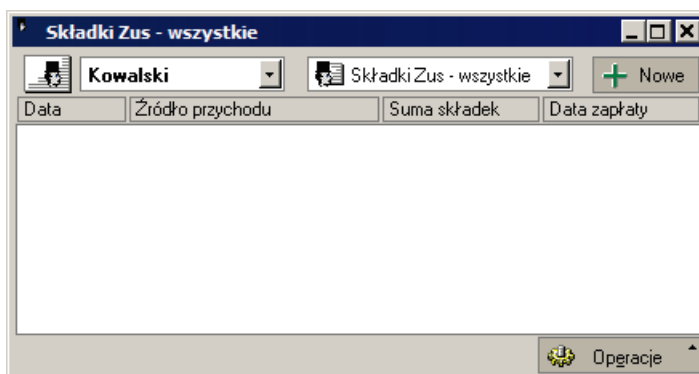 Składki Zus - wszystkie
Kowalski Składki Zus - wszystkie Nowe
Data Źródło przychodu Suma składek Data zapłaty
Operacje